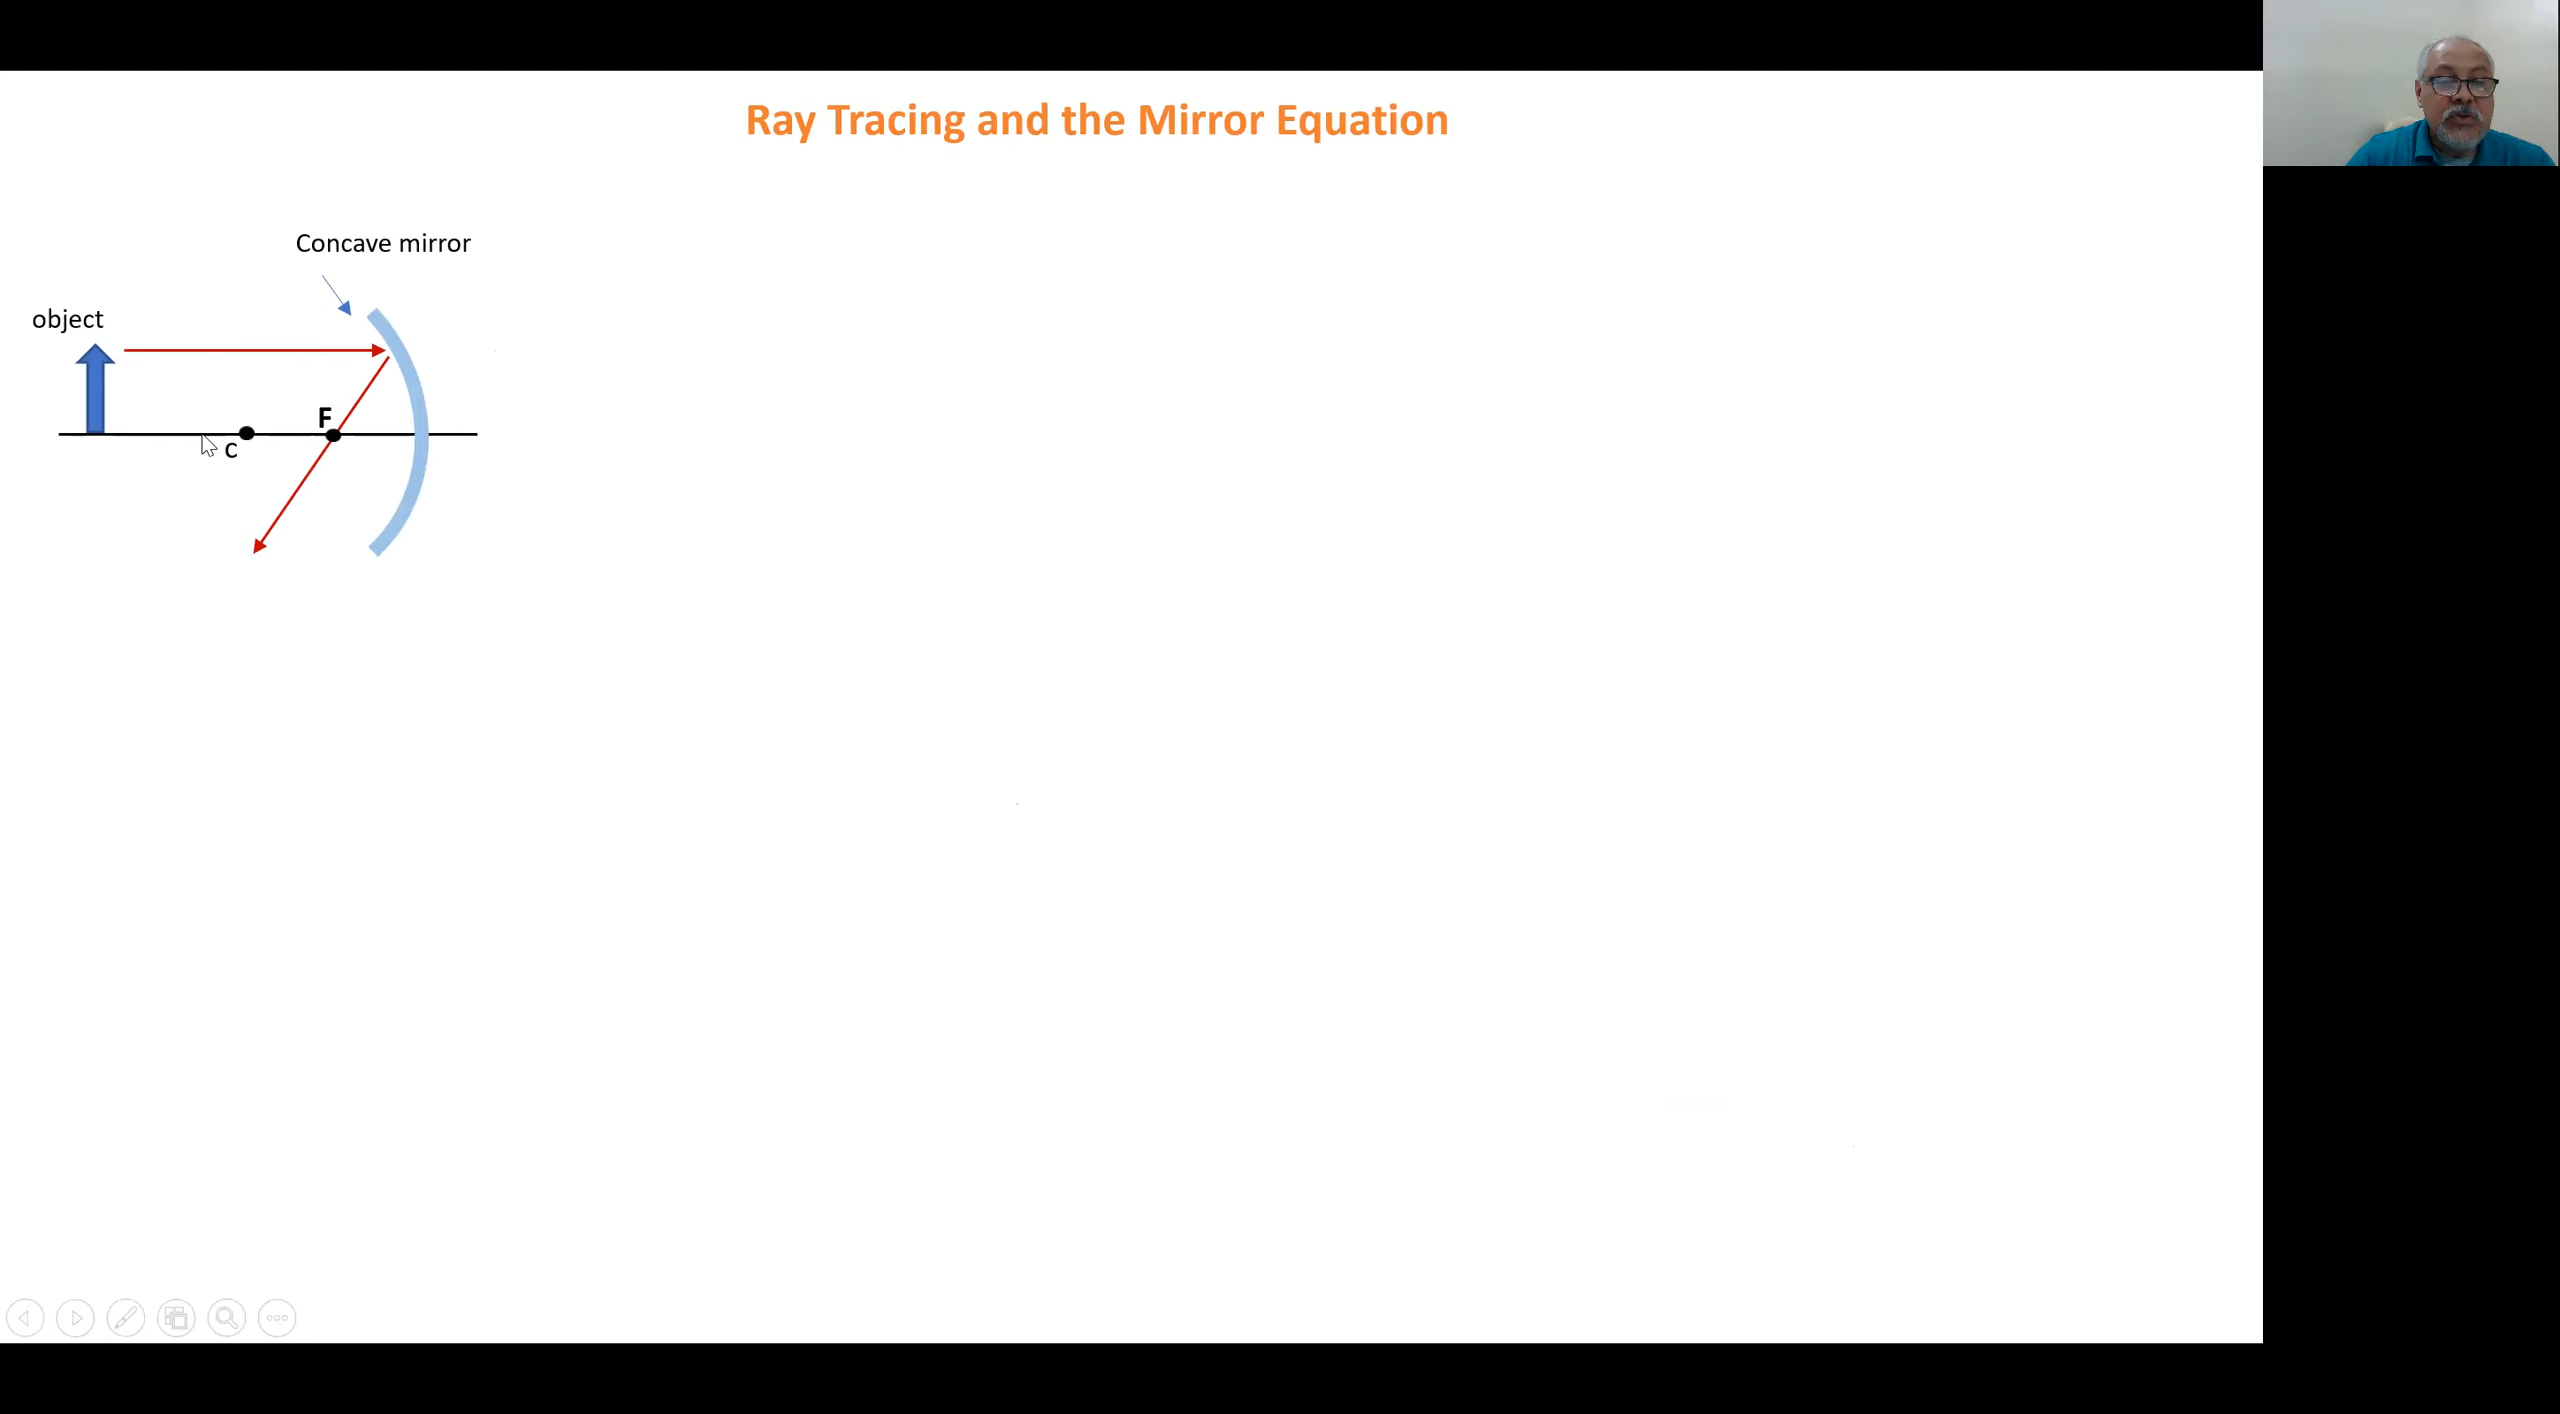 Ray Tracing and the Mirror Equation
Concave mirror
object
F
c